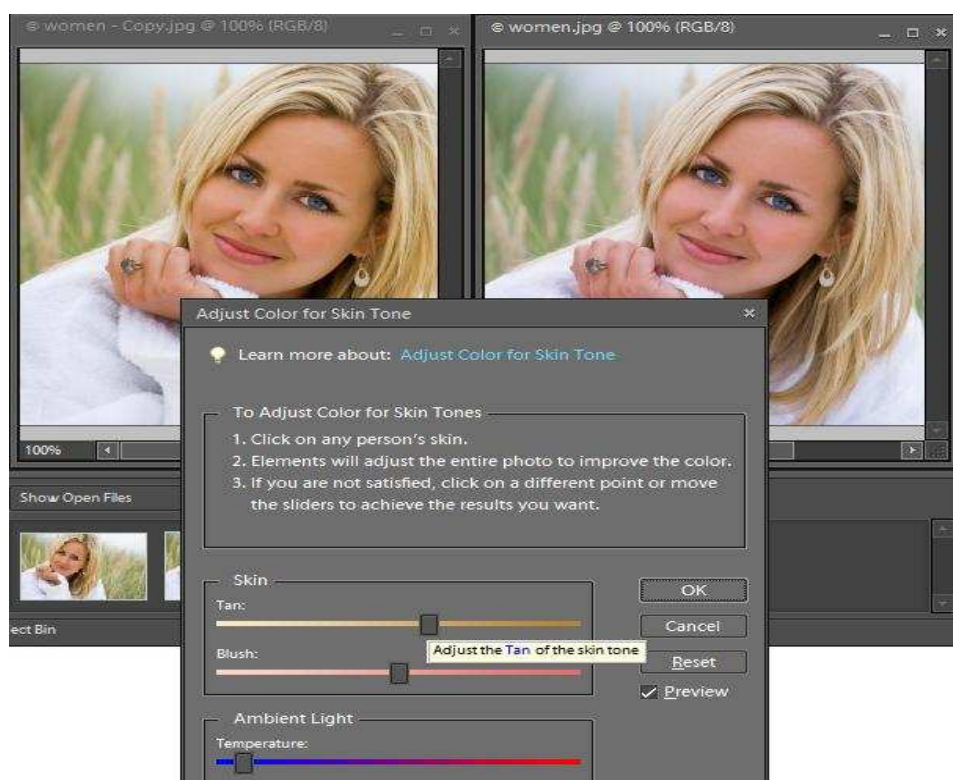 women - Copy.jpg @ 100% (RGB/8)
women.jpg @ 100% (RGB/8)
Adjust Color for Skin Tone
Learn more about: Adjust Color for Skin Tone
To Adjust Color for Skin Tones
1. Click on any person's skin.
2. Elements will adjust the entire photo to improve the color.
3. If you are not satisfied, click on a different point or move
the sliders to achieve the results you want.
100%
Show Open Files
ect Bin
Skin
Tan:
Adjust the Tan of the skin tone
Blush:
OK
Cancel
Reset
Preview
Ambient Light
Temperature: